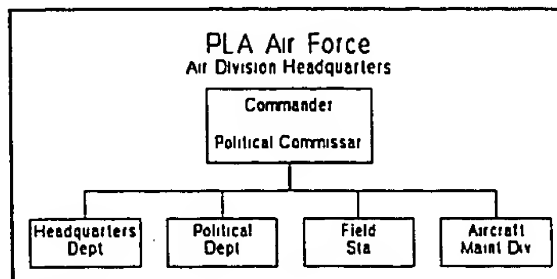 PLA Air Force
Air Division Headquarters
Commander
Political Commissar
Headquarters
Dept
Political
Dept
Field
Sta
Aircraft
Maint Div